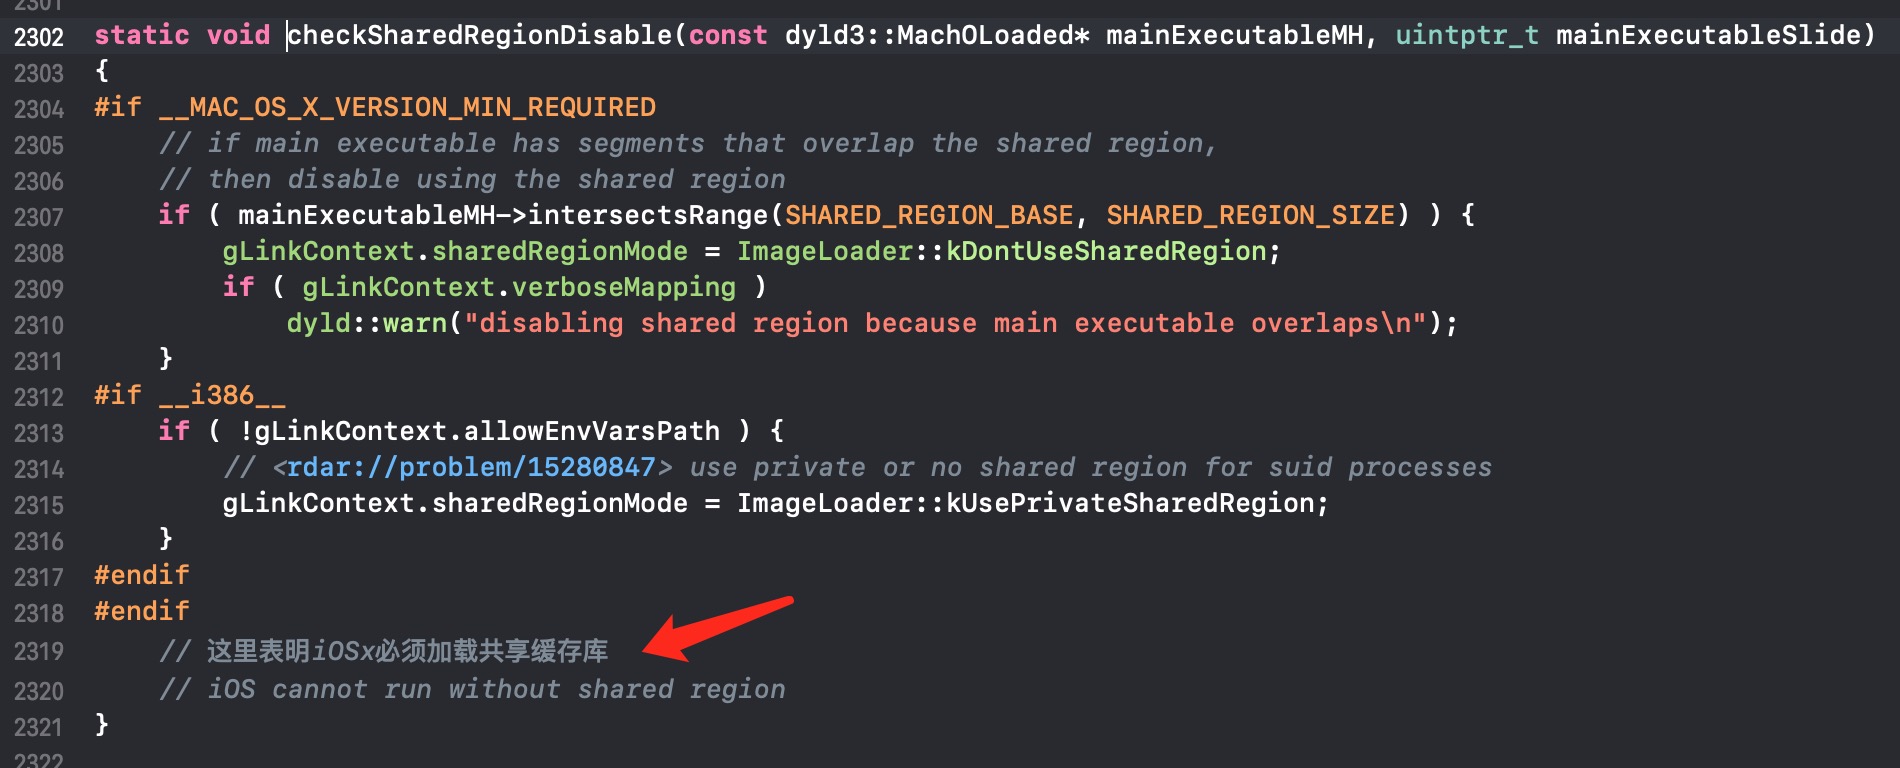 2301
2302 static void checkSharedRegionDisable(const dyld3::MachOLoaded* mainExecutableMH, uintptr_t mainExecutableSlide)
2303 {
2304 #if __MAC_OS_X_VERSION_MIN_REQUIRED
2305     // if main executable has segments that overlap the shared region,
2306     // then disable using the shared region
2307     if ( mainExecutableMH->intersectsRange(SHARED_REGION_BASE, SHARED_REGION_SIZE) ) {
2308         gLinkContext.sharedRegionMode = ImageLoader::kDontUseSharedRegion;
2309         if ( gLinkContext.verboseMapping )
2310             dyld::warn("disabling shared region because main executable overlaps\n");
2311     }
2312 #if __i386__
2313     if ( !gLinkContext.allowEnvVarsPath ) {
2314         // <rdar://problem/15280847> use private or no shared region for suid processes
2315         gLinkContext.sharedRegionMode = ImageLoader::kUsePrivateSharedRegion;
2316     }
2317 #endif
2318 #endif
2319     // 这里表明iOSx必须加载共享缓存库
2320     // iOS cannot run without shared region
2321 }
2322